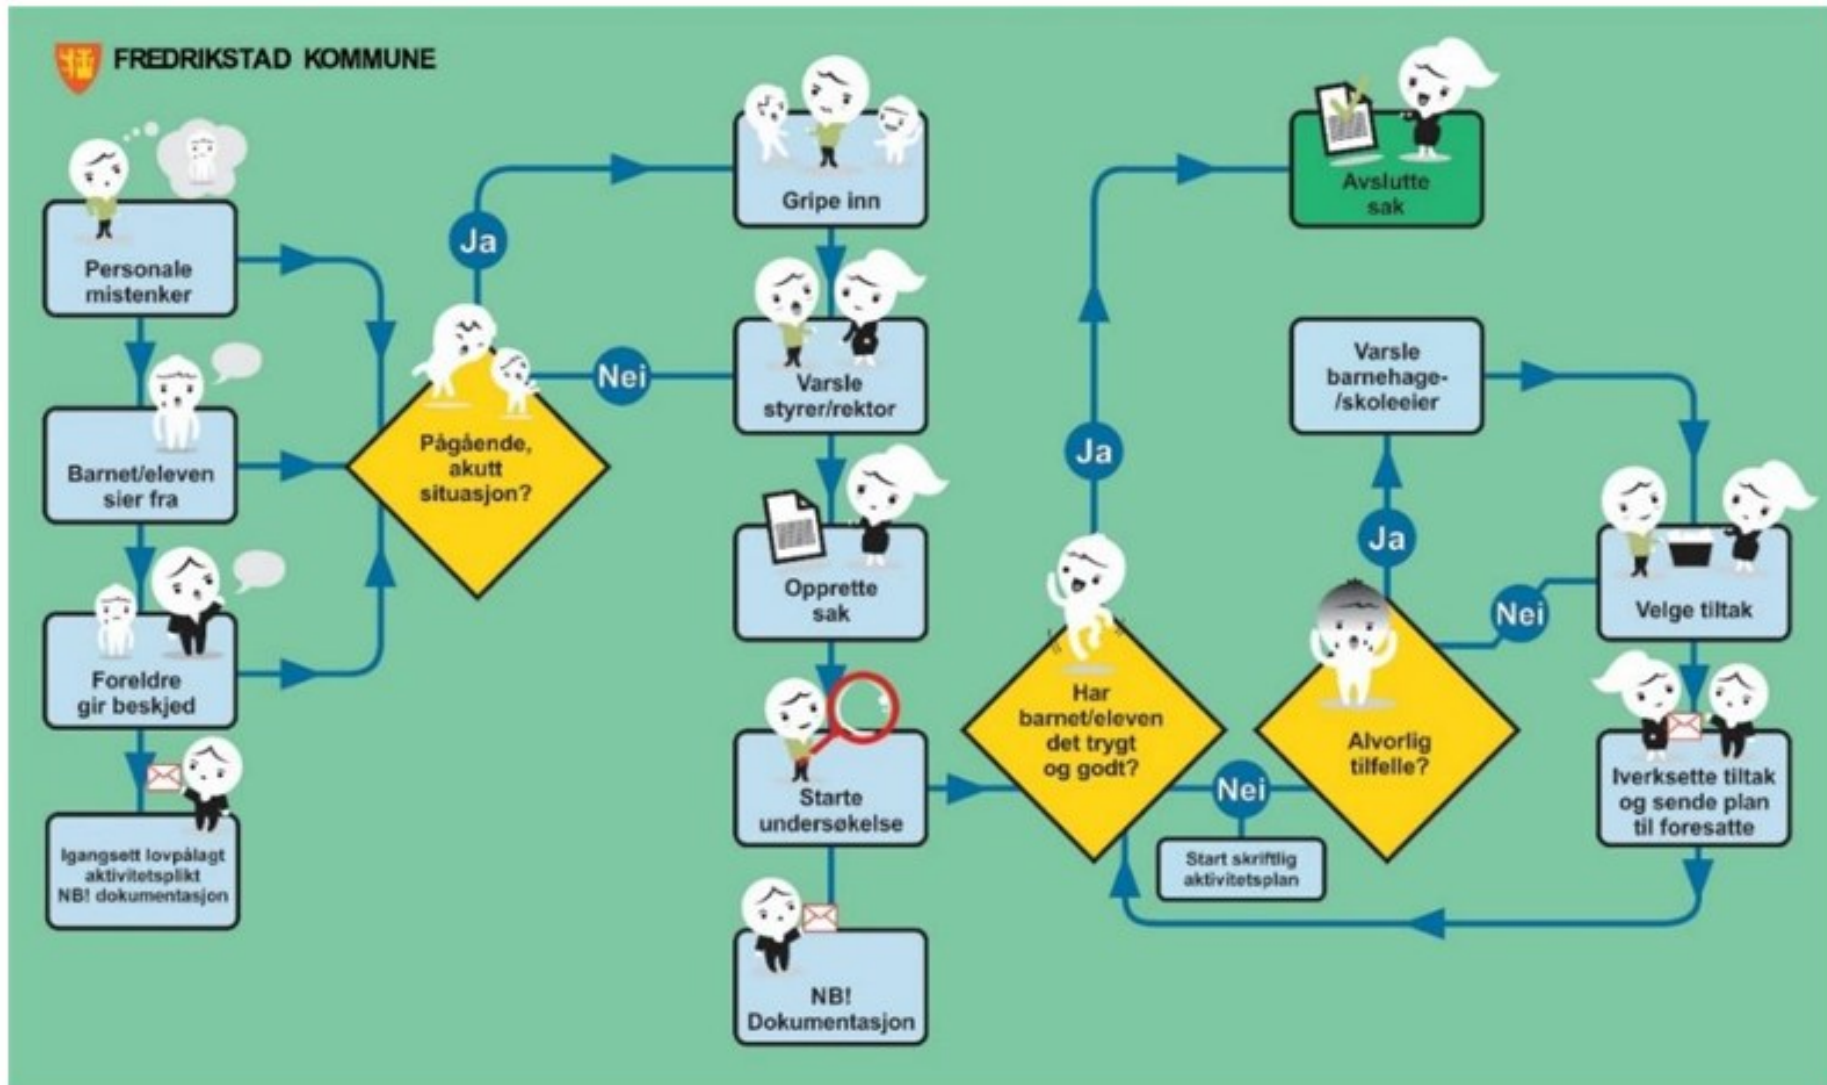 FREDRIKSTAD KOMMUNE
Personale
mistenker
Barnet/eleven
sier fra
Foreldre
gir beskjed
Igangsett lovpålagt
aktivitetsplikt
NB! dokumentasjon
Pågående,
akutt
situasjon?
Ja
Nei
Gripe inn
Varsle
styrer/rektor
Opprette
sak
Starte
undersøkelse
NB!
Dokumentasjon
Har
barnet/eleven
det trygt
og godt?
Ja
Avslutte
sak
Nei
Start skriftlig
aktivitetsplan
Alvorlig
tilfelle?
Ja
Varsle
barnehage-
/skoleeier
Nei
Velge tiltak
Iverksette tiltak
og sende plan
til foresatte